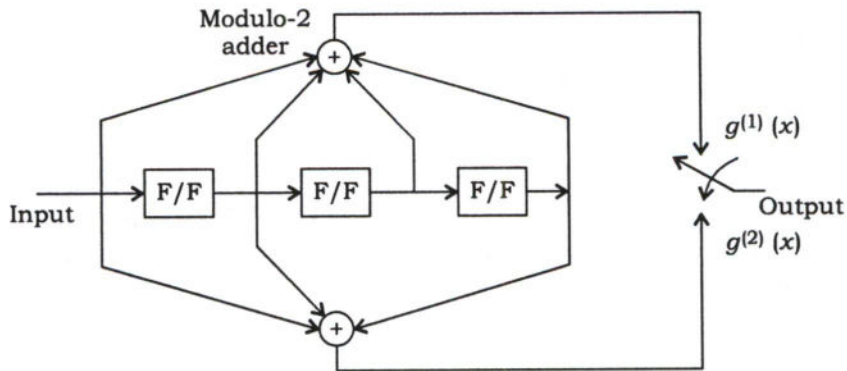 Modulo-2
adder
+
g(1) (x)
F/F F/F F/F
Input
Output
g(2) (x)
+